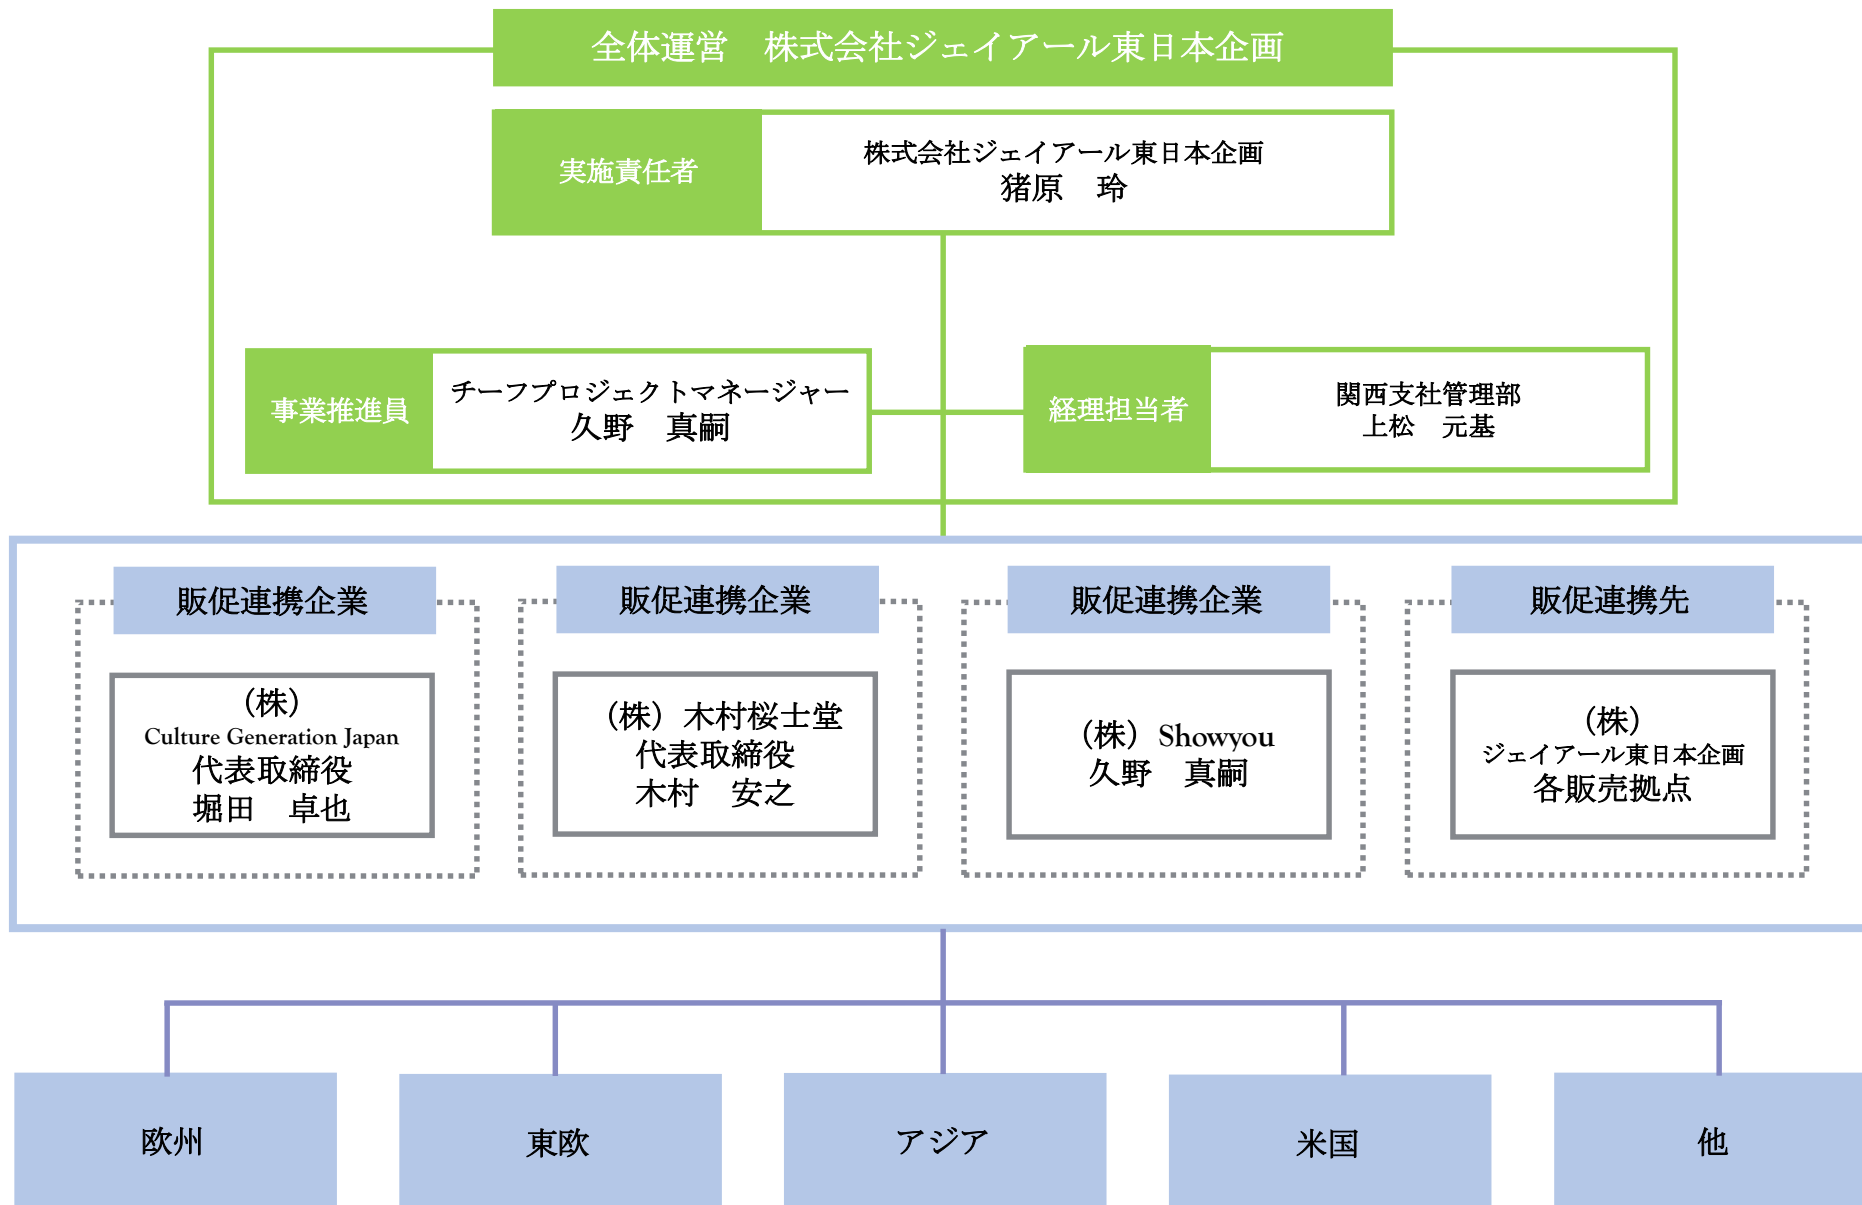 全体運営　株式会社ジェイアール東日本企画
実施責任者
株式会社ジェイアール東日本企画
猪原　玲
事業推進員
チーフプロジェクトマネージャー
久野　真嗣
経理担当者
関西支社管理部
上松　元基
販促連携企業
（株）
Culture Generation Japan
代表取締役
堀田　卓也
販促連携企業
（株）木村桜士堂
代表取締役
木村　安之
販促連携企業
（株）Showyou
久野　真嗣
販促連携先
（株）
ジェイアール東日本企画
各販売拠点
欧州
東欧
アジア
米国
他